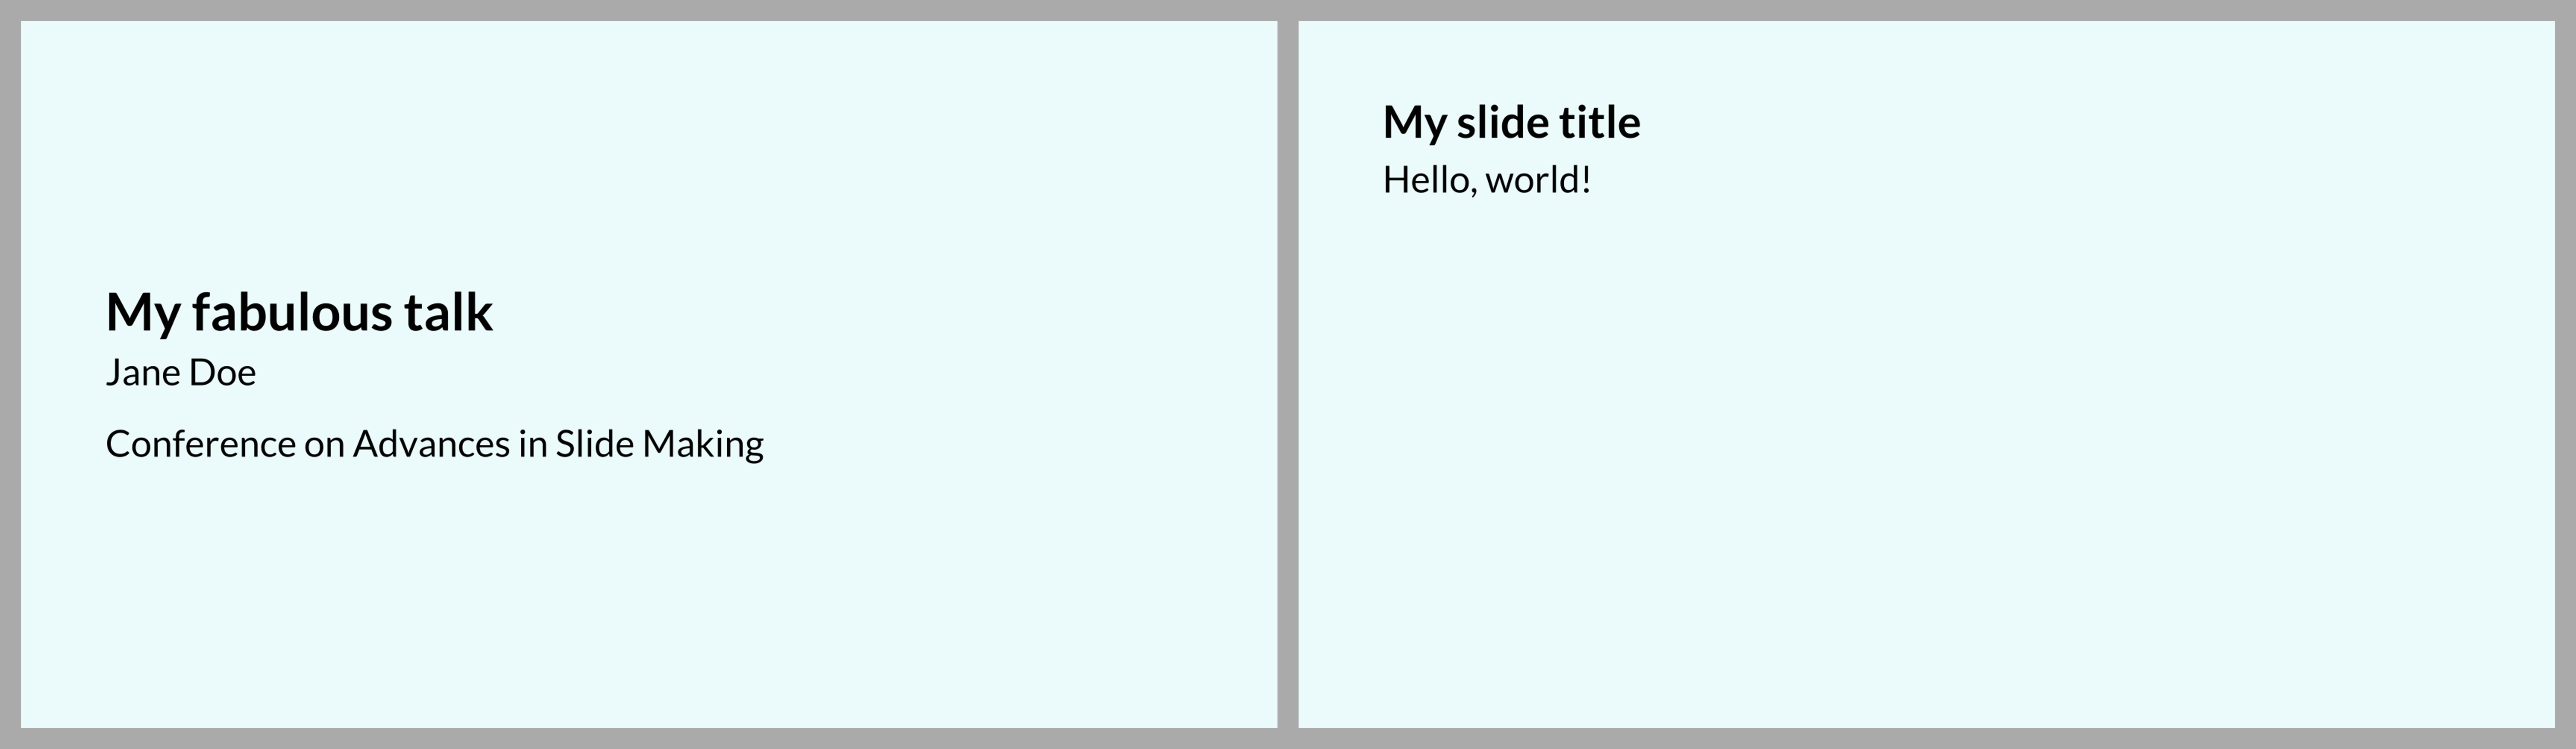 My fabulous talk
Jane Doe
Conference on Advances in Slide Making
My slide title
Hello, world!